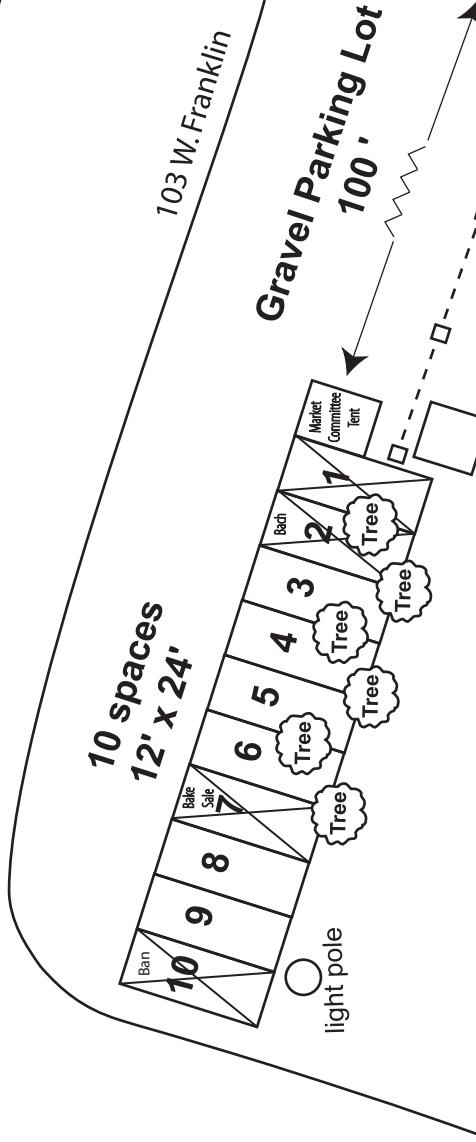 103 W. Franklin
Gravel Parking Lot
100 '
Market
Committee
Tent
1
Bach
2
Tree
3
Tree
4
Tree
5
Tree
6
Tree
Bake
Sale
7
Tree
8
9
Ban
10
10 spaces
12' x 24'
light pole